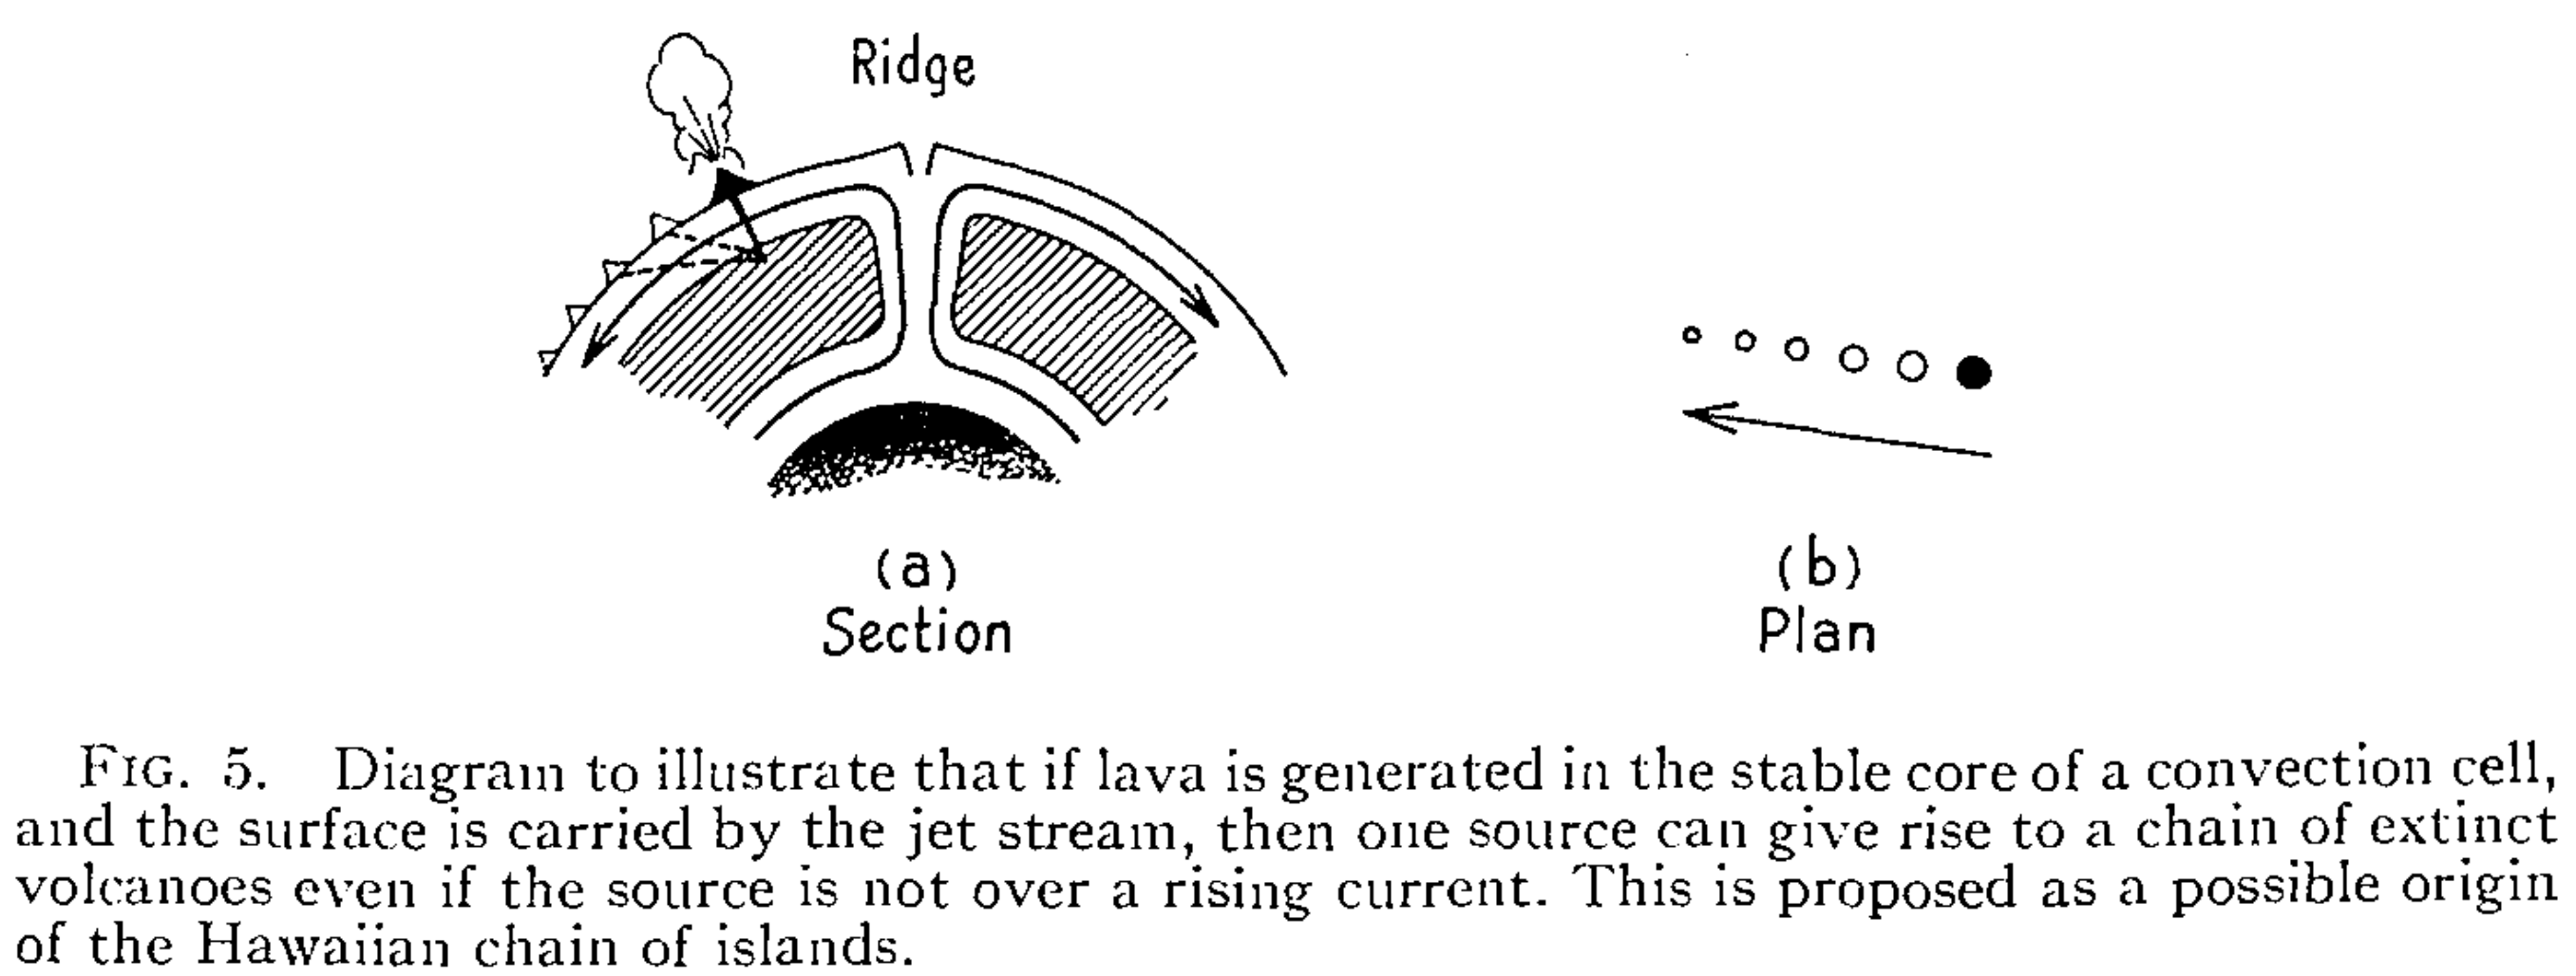 Ridge
(a)
Section
(b)
Plan
FIG. 5. Diagram to illustrate that if lava is generated in the stable core of a convection cell,
and the surface is carried by the jet stream, then one source can give rise to a chain of extinct
volcanoes even if the source is not over a rising current. This is proposed as a possible origin
of the Hawaiian chain of islands.